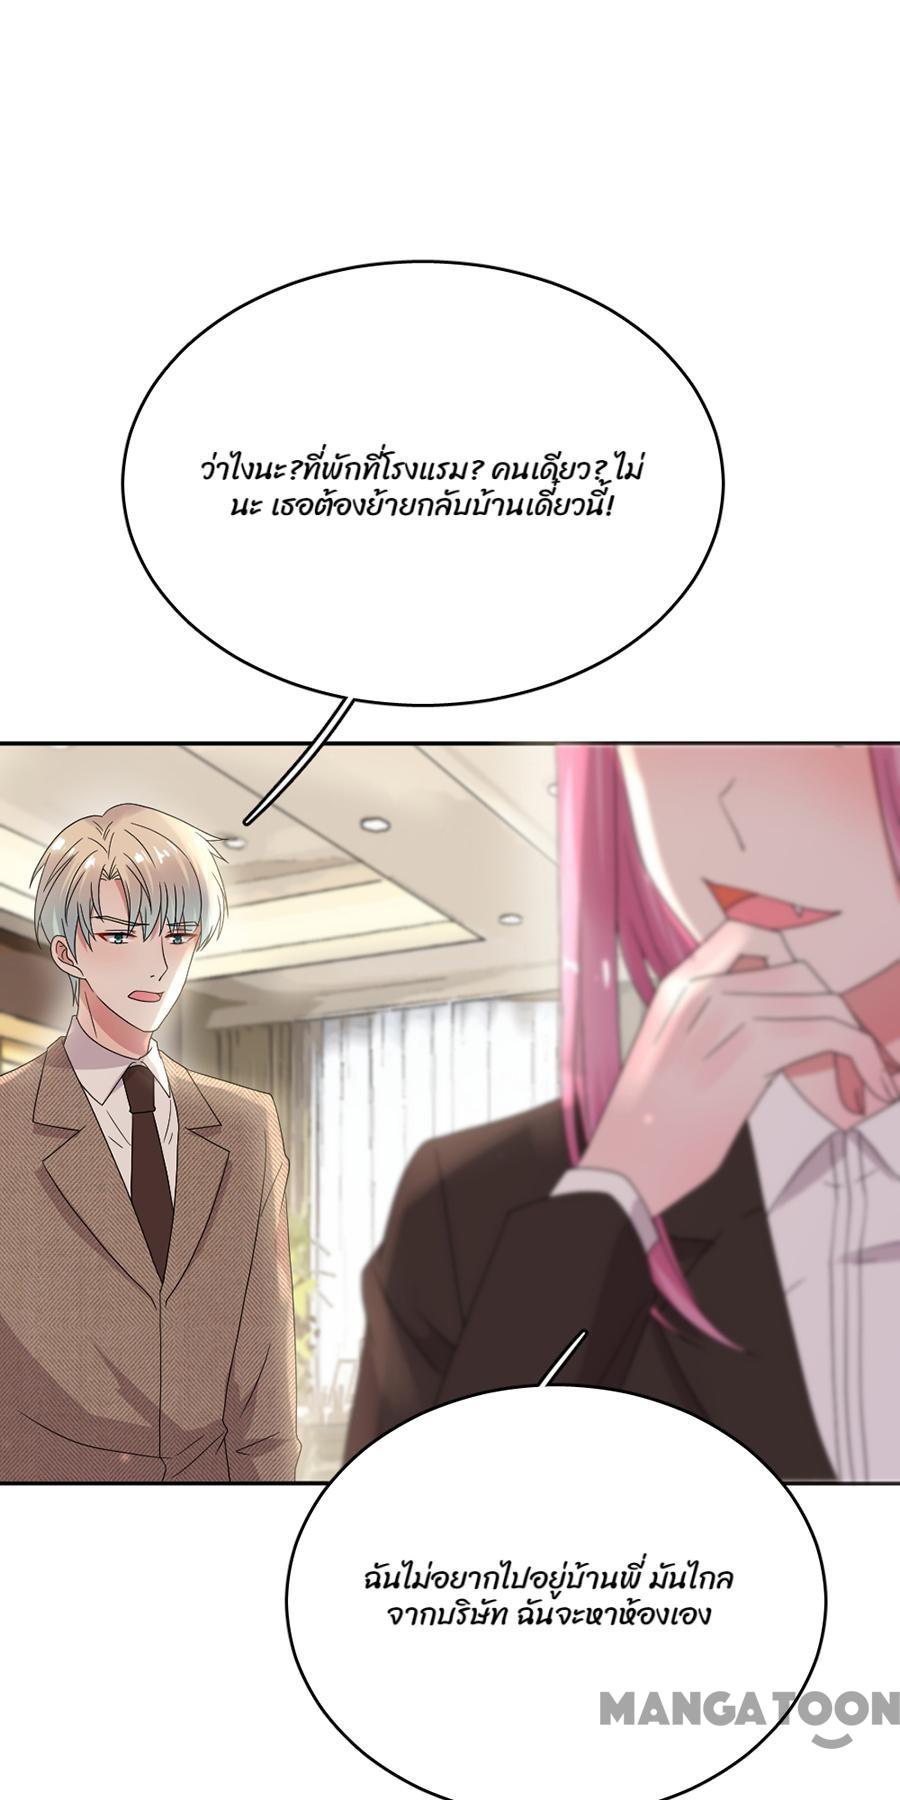 ว่าไงนะ?ที่พักที่โรงแรม? คนเดียว? ไม่
นะ เธอต้องย้ายกลับบ้านเดี๋ยวนี้!
ฉันไม่อยากไปอยู่บ้านพี่ มันไกล
จากบริษัท ฉันจะหาห้องเอง
MANGATOON